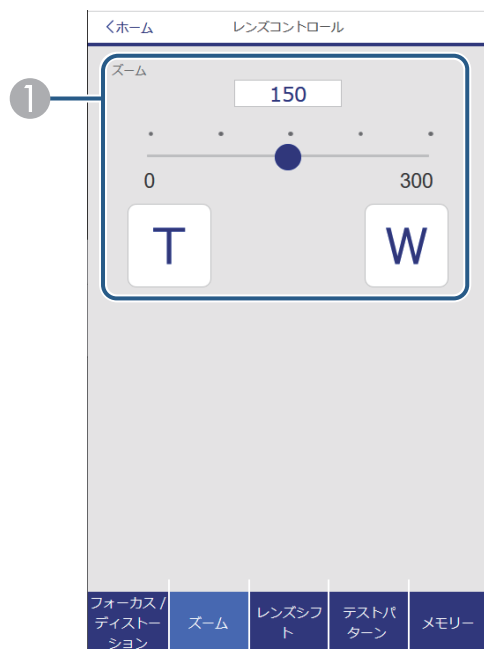 <ホーム
レンズコントロール
ズーム
1
150
0
300
T
W
フォーカス /
ディストー
ション
ズーム
レンズシフ
ト
テストパ
ターン
メモリー